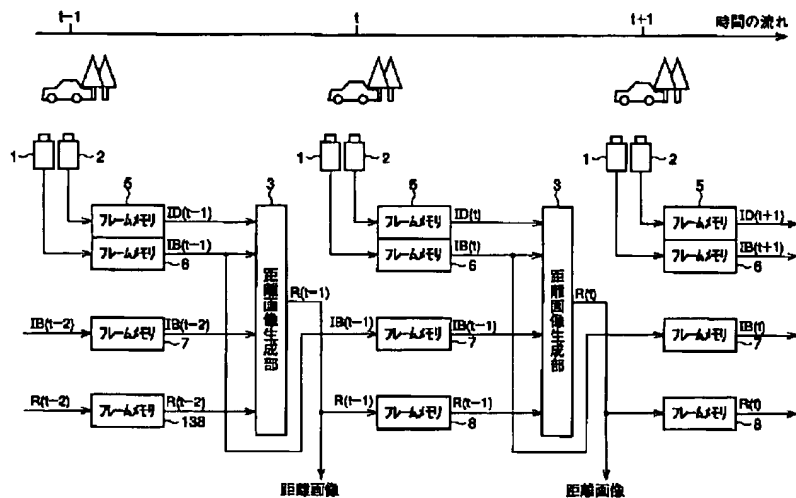 t-1
t
t+1
時間の流れ
1
2
1
2
1
2
5
3
5
3
5
フレームメモリ
ID(t-1)
フレームメモリ
ID(t)
フレームメモリ
ID(t+1)
フレームメモリ
IB(t-1)
フレームメモリ
IB(t)
フレームメモリ
IB(t+1)
6
6
6
距離画像生成部
距離画像生成部
R(t-1)
R(t)
IB(t-2)
フレームメモリ
IB(t-2)
IB(t-1)
フレームメモリ
IB(t-1)
フレームメモリ
IB(t)
7
7
7
R(t-2)
フレームメモリ
R(t-2)
R(t-1)
フレームメモリ
R(t-1)
フレームメモリ
R(t)
138
8
8
距離画像
距離画像